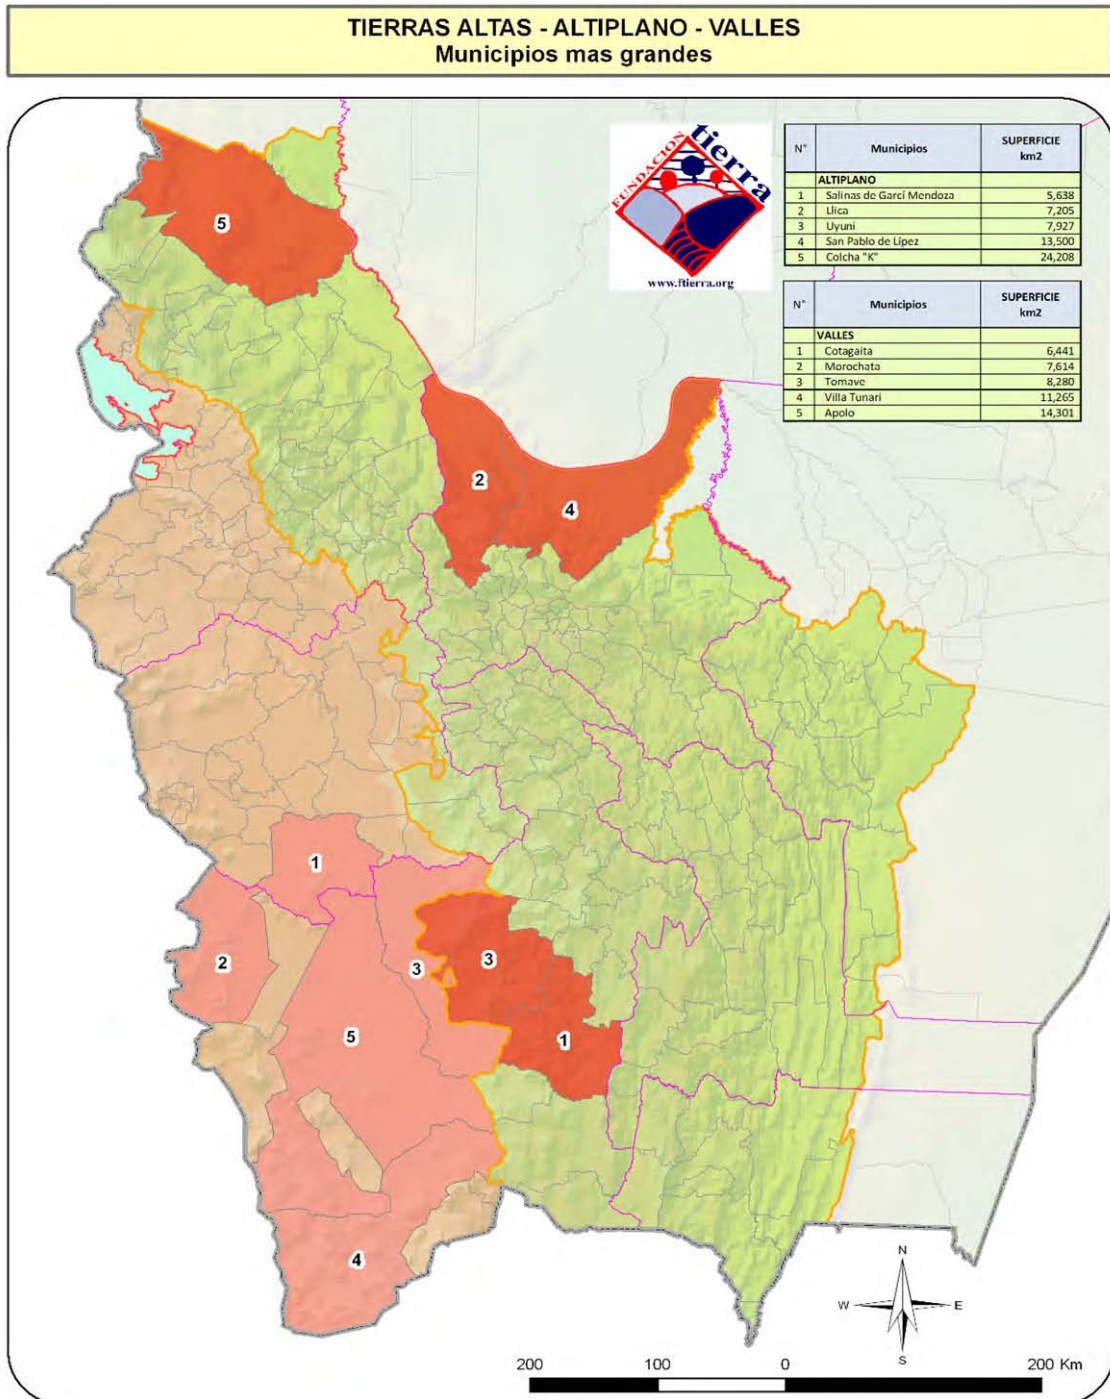 TIERRAS ALTAS - ALTIPLANO - VALLES
Municipios mas grandes
FUNDACION
tierra
www.ftierra.org
N° Municipios SUPERFICIE
km2
ALTIPLANO
1 Salinas de Garcí Mendoza 5,638
2 Llica 7,205
3 Uyuni 7,927
4 San Pablo de Lípez 13,500
5 Colcha "K" 24,208
N° Municipios SUPERFICIE
km2
VALLES
1 Cotagaita 6,441
2 Morochata 7,614
3 Tomave 8,280
4 Villa Tunari 11,265
5 Apolo 14,301
5
2
4
1
2
3
3
5
1
4
N
W E
S
200 100 0 200 Km